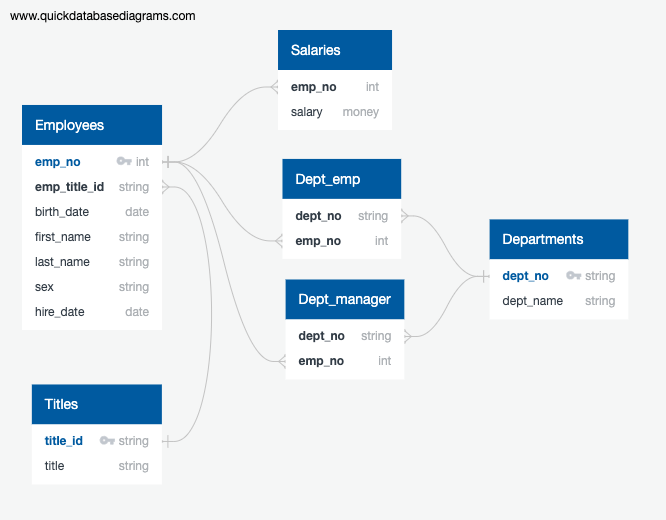 www.quickdatabasediagrams.com
Salaries
emp_no int
salary money
Employees
emp_no int
emp_title_id string
birth_date date
first_name string
last_name string
sex string
hire_date date
Dept_emp
dept_no string
emp_no int
Departments
dept_no string
dept_name string
Dept_manager
dept_no string
emp_no int
Titles
title_id string
title string